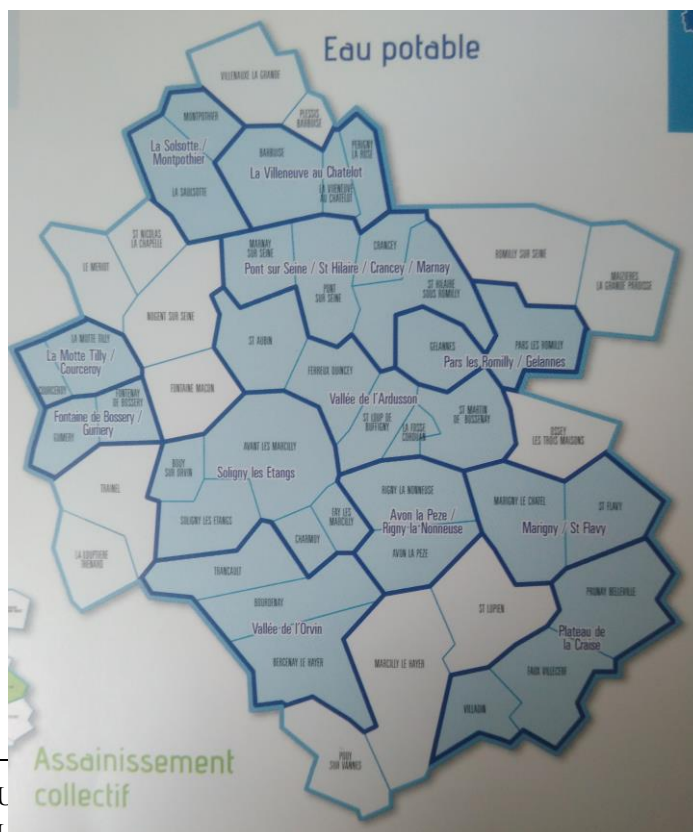 Eau potable
VILLENAUXE LA GRANDE
PLESSIS
BARBUISE
MONTPOTHIER
La Solsotte /
Montpothier
LA SAULSOTTE
BARBUISE
PERIGNY
LA ROSE
La Villeneuve au Chatelot
LA VILLENEUVE
AU CHATELOT
ST NICOLAS
LA CHAPELLE
LE MERIOT
MARNAY
SUR SEINE
CRANCEY
Pont sur Seine / St Hilaire / Crancey / Marnay
PONT
SUR SEINE
ST HILAIRE
SOUS ROMILLY
ROMILLY SUR SEINE
MAIZIERES
LA GRANDE PAROISSE
NOGENT SUR SEINE
LA MOTTE TILLY
La Motte Tilly /
Courceroy
COURCEROY
ST AUBIN
GELANNES
PARS LES ROMILLY
Pars les Romilly / Gelannes
FONTAINE MACON
FERREUX QUINCEY
Vallée de l'Ardusson
FONTENAY
DE BOSSERY
Fontaine de Bossery /
Gumery
GUMERY
ST LOUP DE
BUFFIGNY
LA FOSSE
CORDUAN
ST MARTIN
DE BOSSENAY
OSSEY
LES TROIS MAISONS
AVANT LES MARCILLY
BOUY
SUR ORVIN
Soligny les Etangs
SOLIGNY LES ETANGS
TRAINEL
RIGNY LA NONNEUSE
Avon la Peze /
Rigny la Nonneuse
AVON LA PEZE
MARIGNY LE CHATEL
ST FLAVY
Marigny / St Flavy
FAY LES
MARCILLY
CHARMOY
LA LOUPTIERE
THENARD
TRANCAULT
BOURDENAY
Vallée de l'Orvin
BERCENAY LE HAYER
ST LUPIEN
PRUNAY BELLEVILLE
Plateau de
la Craise
MARCILLY LE HAYER
FAUX VILLECERF
VILLADIN
POUY
SUR VANNES
Assainissement
collectif